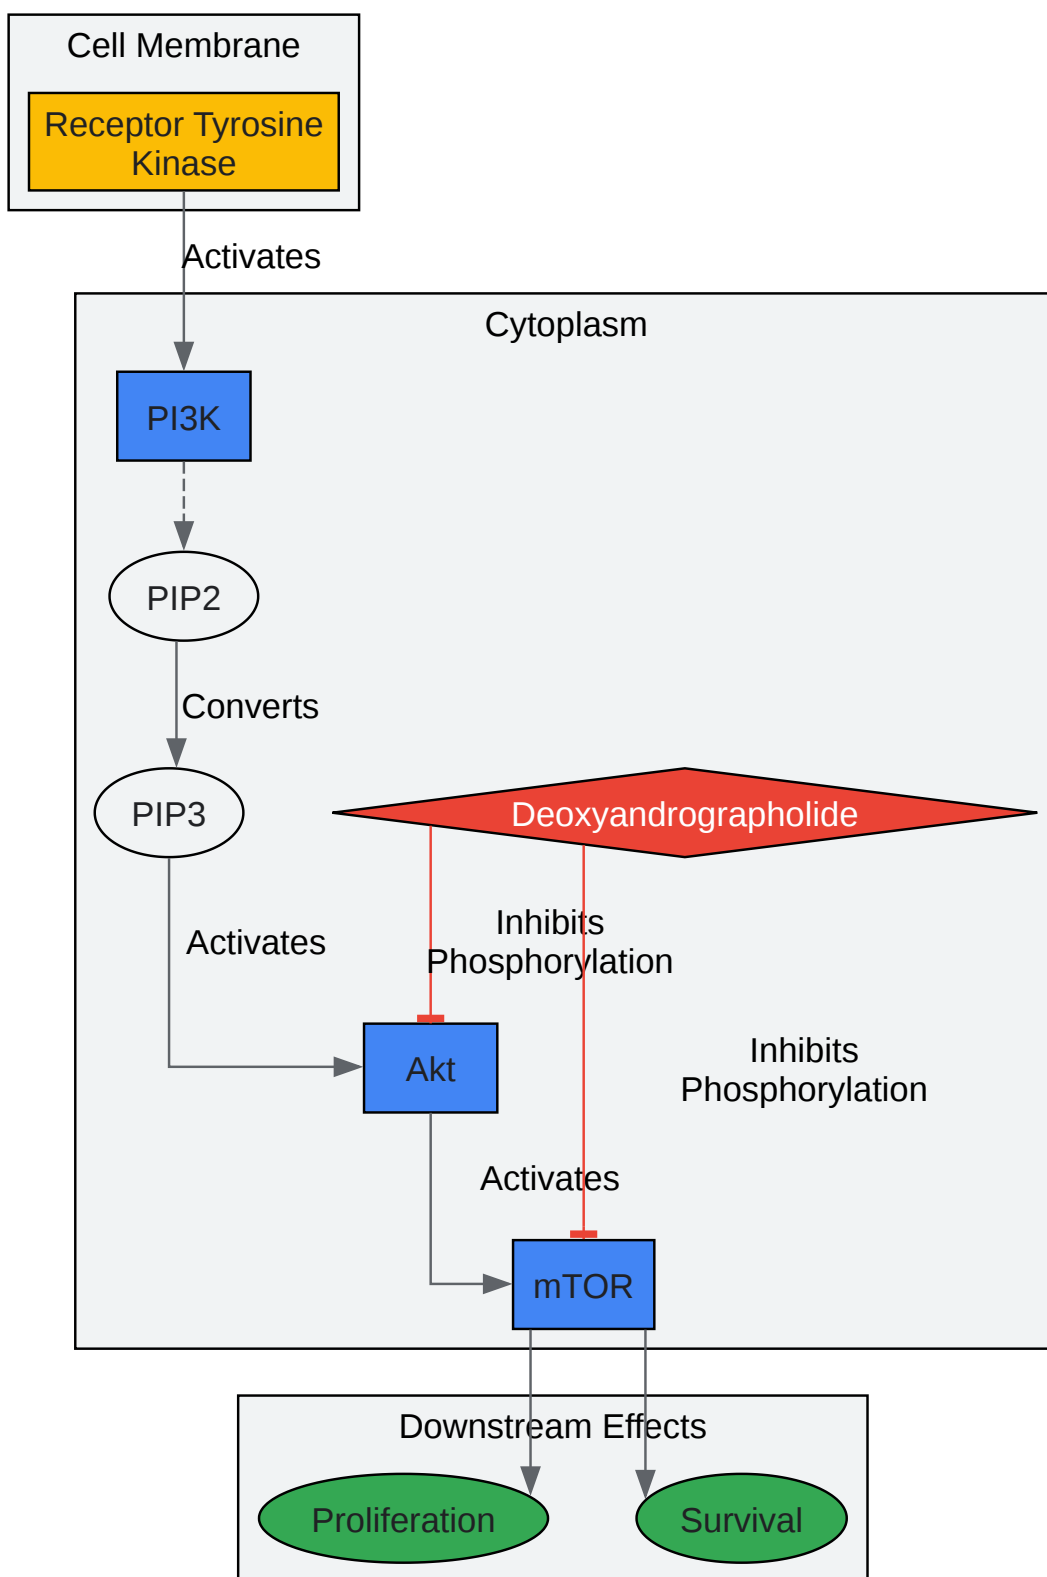 Cell Membrane
Receptor Tyrosine
Kinase
Activates
Cytoplasm
PI3K
PIP2
Converts
PIP3
Deoxyandrographolide
Activates
Inhibits
Phosphorylation
Akt
Inhibits
Phosphorylation
Activates
mTOR
Downstream Effects
Proliferation
Survival